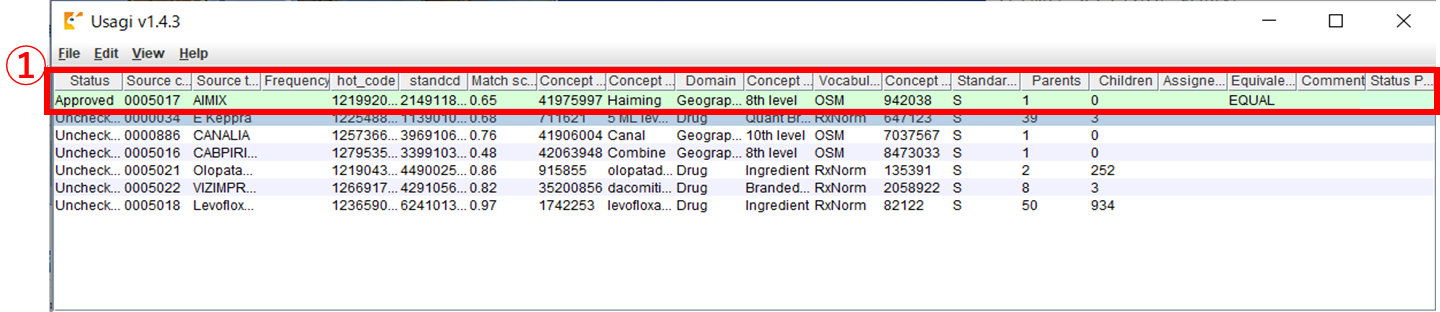 Usagi v1.4.3
File Edit View Help
①
Status Source c... Source t... Frequency hot_code standcd Match sc... Concept ... Concept ... Domain Concept ... Vocabul... Concept ... Standar... Parents Children Assigne... Equivale... Comment Status P...
Approved 0005017 AIMIX 1219920... 2149118... 0.65 41975997 Haiming Geograp... 8th level OSM 942038 S 1 0 EQUAL
Uncheck... 0000034 E Keppra 1225488... 1139010... 0.68 711621 5 ML lev... Drug Quant Br... RxNorm 647123 S 39 3
Uncheck... 0000886 CANALIA 1257366... 3969106... 0.76 41906004 Canal Geograp... 10th level OSM 7037567 S 1 0
Uncheck... 0005016 CABPIRI... 1279535... 3399103... 0.48 42063948 Combine Geograp... 8th level OSM 8473033 S 1 0
Uncheck... 0005021 Olopata... 1219043... 4490025... 0.86 915855 olopatad... Drug Ingredient RxNorm 135391 S 2 252
Uncheck... 0005022 VIZIMPR... 1266917... 4291056... 0.82 35200856 dacomiti... Drug Branded... RxNorm 2058922 S 8 3
Uncheck... 0005018 Levoflox... 1236590... 6241013... 0.97 1742253 levofloxa... Drug Ingredient RxNorm 82122 S 50 934